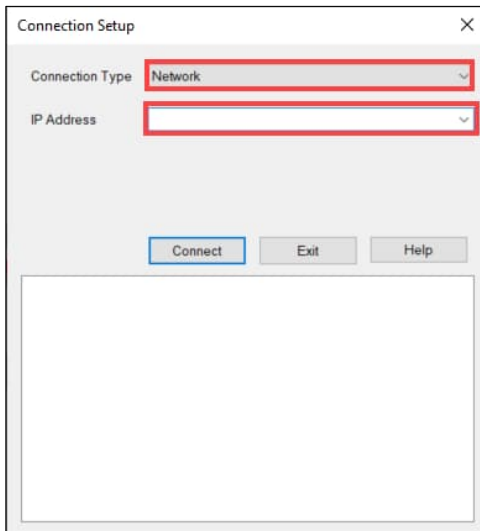 Connection Setup
Connection Type Network
IP Address
Connect Exit Help